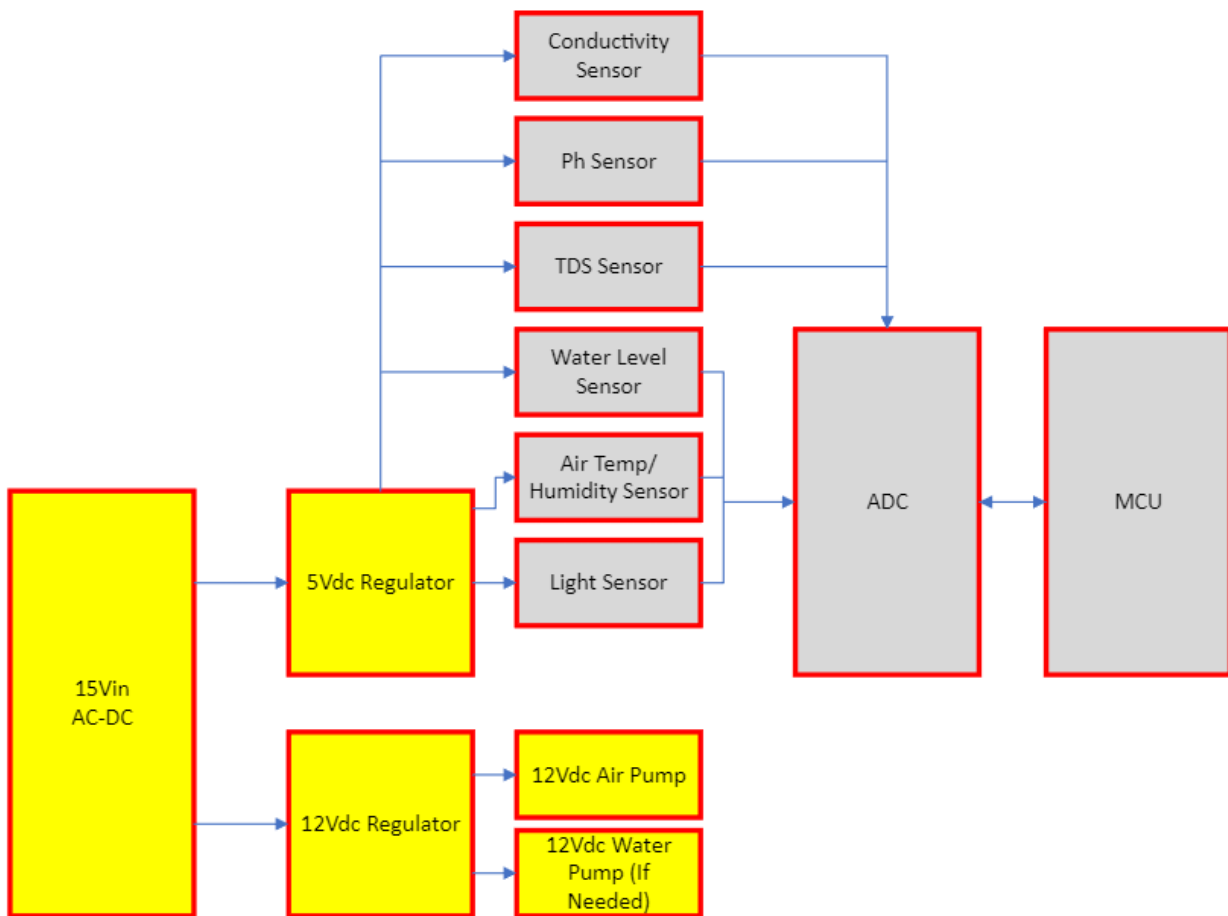 Conductivity
Sensor
Ph Sensor
TDS Sensor
Water Level
Sensor
Air Temp/
Humidity Sensor
Light Sensor
ADC
MCU
5Vdc Regulator
15Vin
AC-DC
12Vdc Regulator
12Vdc Air Pump
12Vdc Water
Pump (If
Needed)